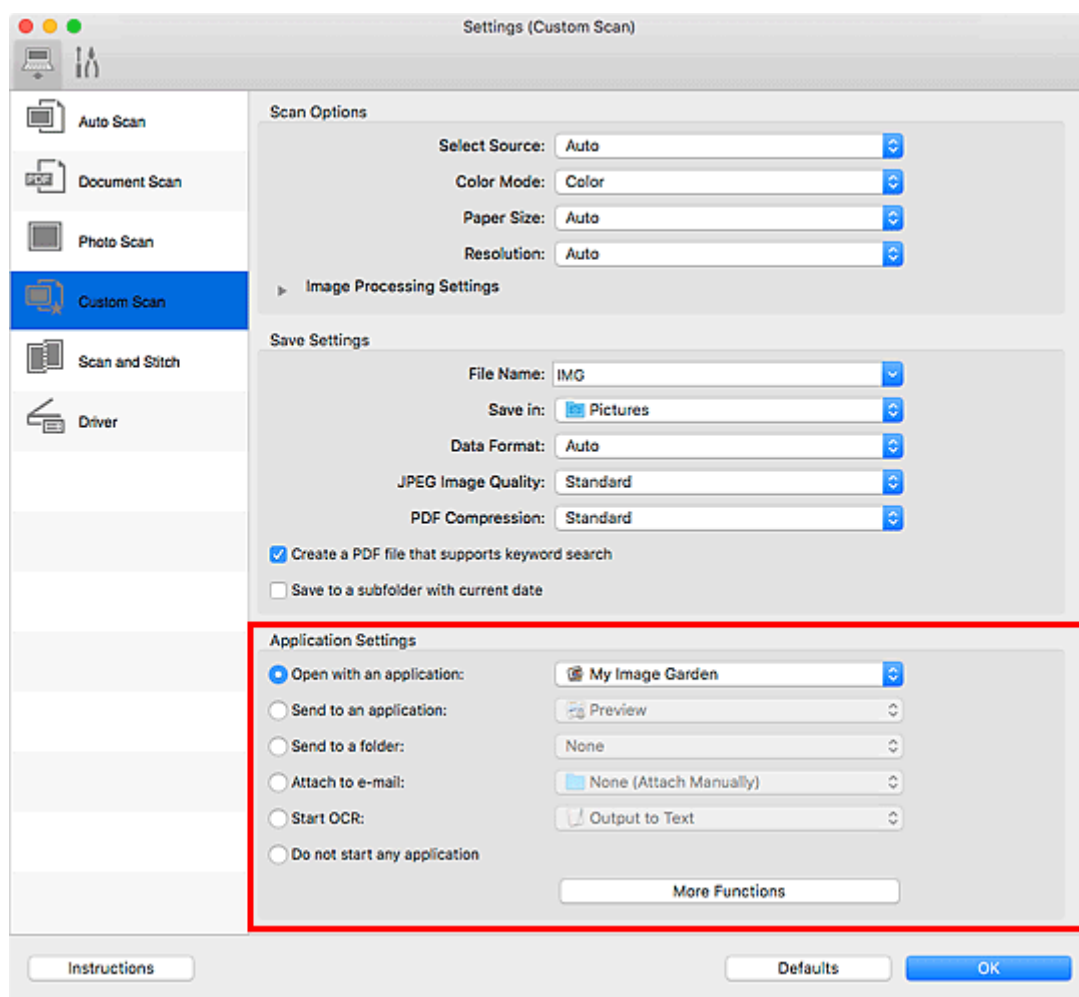 Settings (Custom Scan)
Auto Scan
PDF
Document Scan
Photo Scan
Custom Scan
Scan and Stitch
Driver
Scan Options
Select Source: Auto
Color Mode: Color
Paper Size: Auto
Resolution: Auto
Image Processing Settings
Save Settings
File Name: IMG
Save in: Pictures
Data Format: Auto
JPEG Image Quality: Standard
PDF Compression: Standard
Create a PDF file that supports keyword search
Save to a subfolder with current date
Application Settings
Open with an application: My Image Garden
Send to an application: Preview
Send to a folder: None
Attach to e-mail: None (Attach Manually)
Start OCR: Output to Text
Do not start any application
More Functions
Instructions Defaults OK